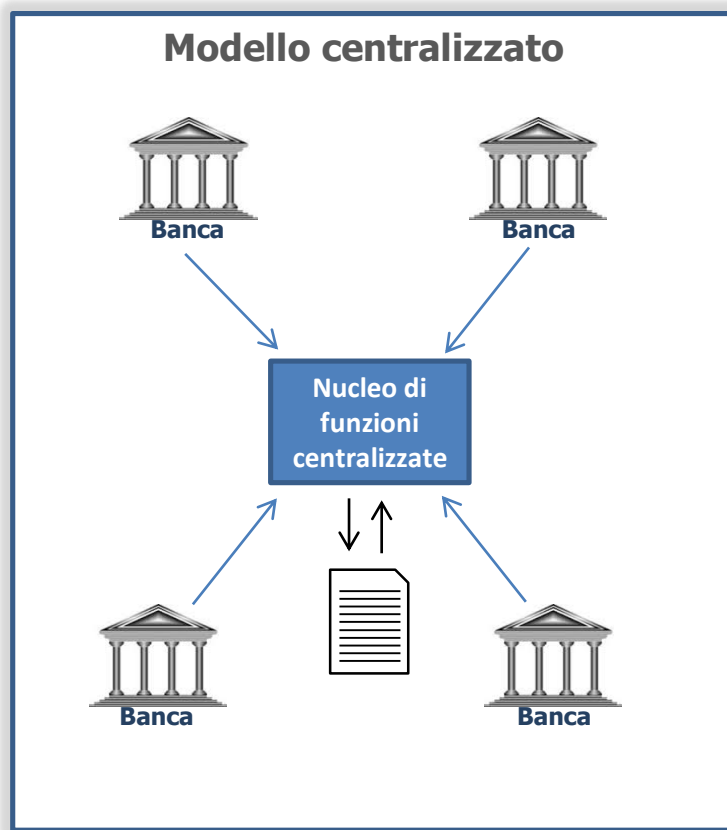 Modello centralizzato
Banca
Banca
Nucleo di
funzioni
centralizzate
Banca
Banca